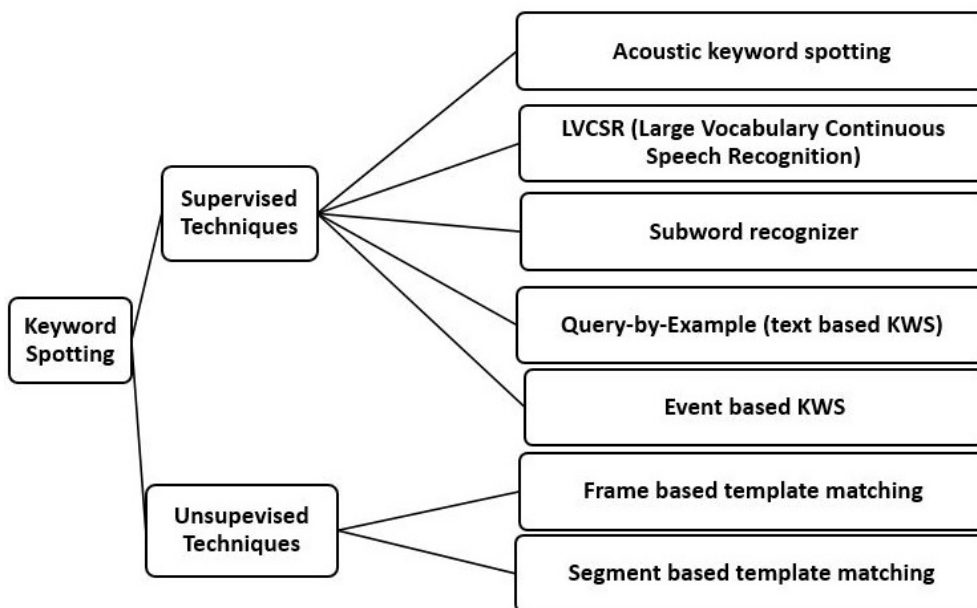 Acoustic keyword spotting
LVCSR (Large Vocabulary Continuous
Speech Recognition)
Supervised
Techniques
Subword recognizer
Keyword
Spotting
Query-by-Example (text based KWS)
Event based KWS
Unsupevised
Techniques
Frame based template matching
Segment based template matching